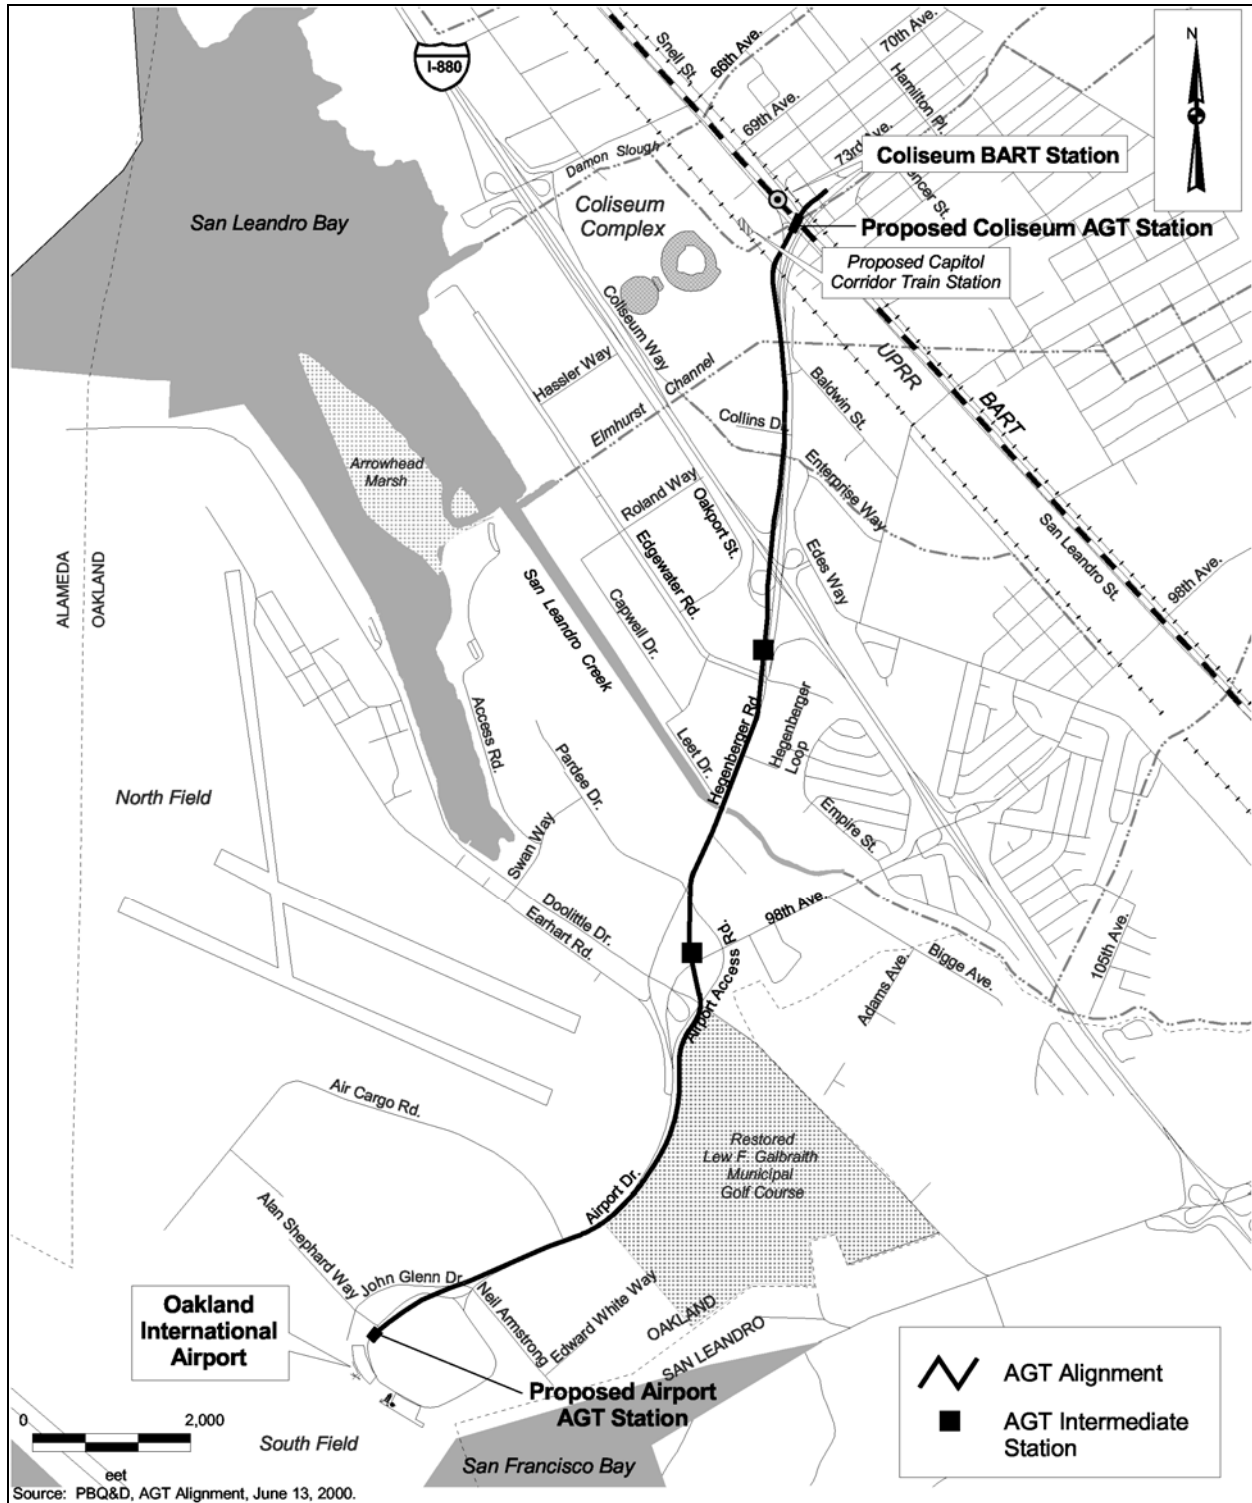 I-880
Snell St.
66th Ave.
70th Ave.
N
Hamilton Pl.
69th Ave.
73rd Ave.
Damon Slough
Coliseum BART Station
Coliseum
Complex
San Leandro Bay
Proposed Coliseum AGT Station
Proposed Capitol
Corridor Train Station
Coliseum Way
Hassler Way
Elmhurst Channel
UPRR
BART
Baldwin St.
Collins Dr.
Arrowhead
Marsh
Enterprise Way
Roland Way
Oakport St.
Edgewater Rd.
San Leandro St.
Edes Way
98th Ave.
ALAMEDA
OAKLAND
San Leandro Creek
Capwell Dr.
Access Rd.
Leet Dr.
Hegenberger Rd.
Hegenberger
Loop
Pardee Dr.
North Field
Swan Way
Empire St.
Doolittle Dr.
Earhart Rd.
98th Ave.
Airport Access Rd.
Bigge Ave.
Adams Ave.
105th Ave.
Air Cargo Rd.
Restored
Lew F. Galbraith
Municipal
Golf Course
Airport Dr.
Alan Shephard Way
John Glenn Dr.
Neil Armstrong
Edward White Way
OAKLAND
SAN LEANDRO
Oakland
International
Airport
Proposed Airport
AGT Station
AGT Alignment
AGT Intermediate
Station
0 2,000
eet
South Field
San Francisco Bay
Source: PBQ&D, AGT Alignment, June 13, 2000.